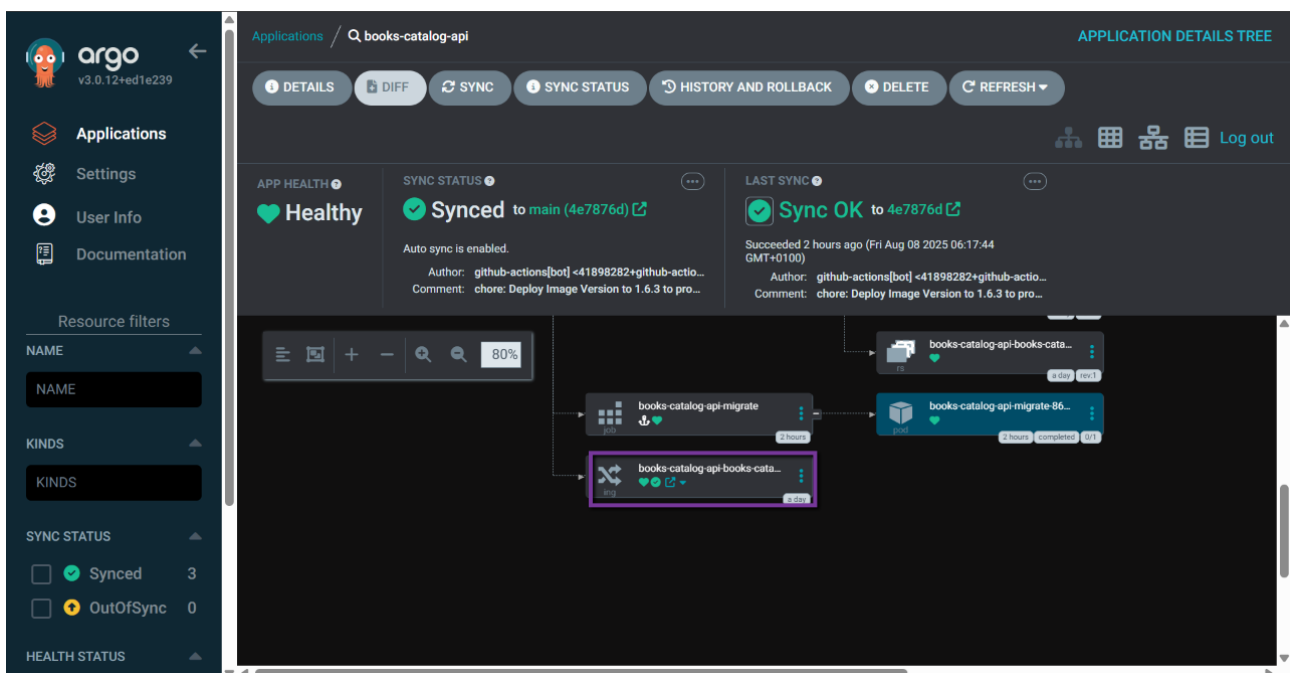 argo
v3.0.12+ed1e239
Applications
Settings
User Info
Documentation
Resource filters
NAME
NAME
KINDS
KINDS
SYNC STATUS
Synced 3
OutOfSync 0
HEALTH STATUS
Applications / books-catalog-api
APPLICATION DETAILS TREE
DETAILS DIFF SYNC SYNC STATUS HISTORY AND ROLLBACK DELETE REFRESH
Log out
APP HEALTH
Healthy
SYNC STATUS
Synced to main (4e7876d)
Auto sync is enabled.
Author: github-actions[bot] <41898282+github-actio...
Comment: chore: Deploy Image Version to 1.6.3 to pro...
LAST SYNC
Sync OK to 4e7876d
Succeeded 2 hours ago (Fri Aug 08 2025 06:17:44
GMT+0100)
Author: github-actions[bot] <41898282+github-actio...
Comment: chore: Deploy Image Version to 1.6.3 to pro...
80%
books-catalog-api-books-cata...
rs
a day rev:1
books-catalog-api-migrate
job
2 hours
books-catalog-api-migrate-86...
pod
2 hours completed 0/1
books-catalog-api-books-cata...
ing
a day